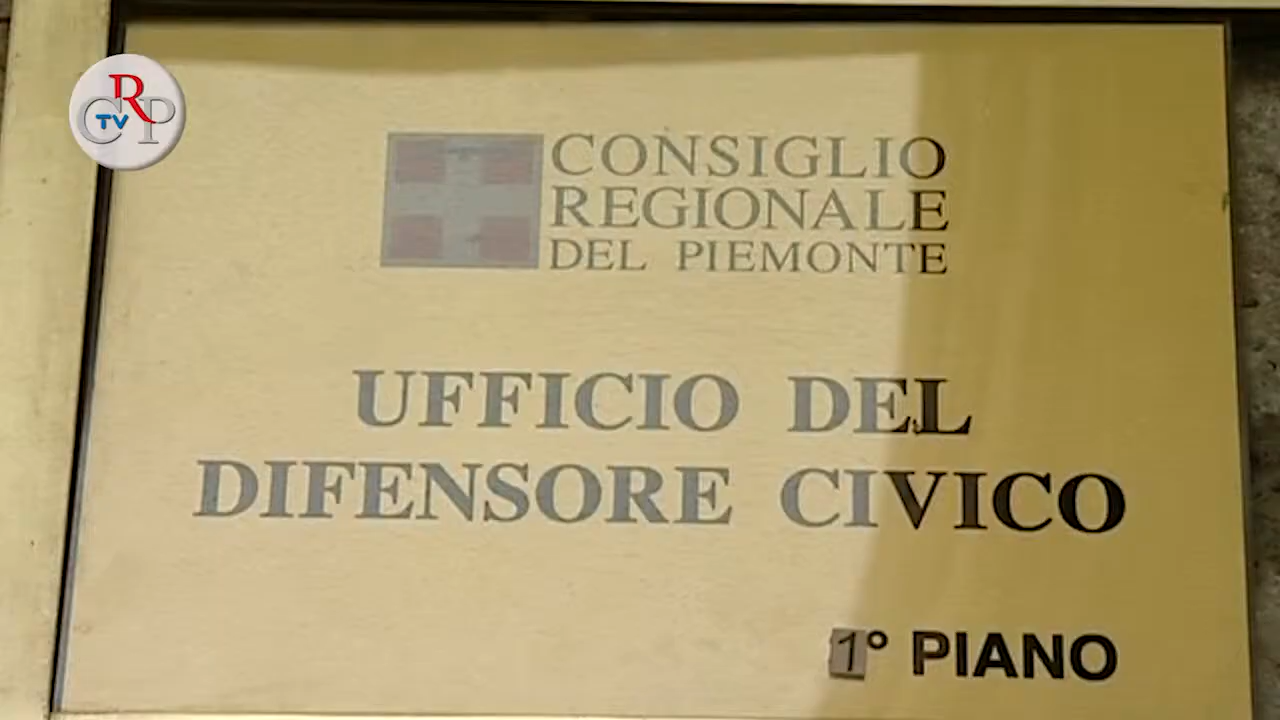 CRP
TV
CONSIGLIO
REGIONALE
DEL PIEMONTE
UFFICIO DEL
DIFENSORE CIVICO
1° PIANO